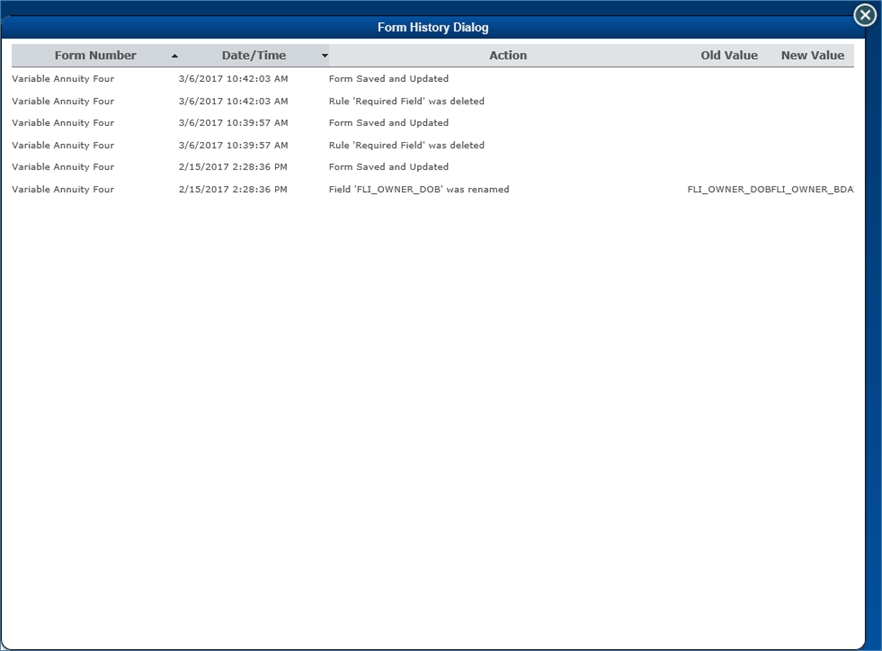 Form History Dialog
Form Number Date/Time Action Old Value New Value
Variable Annuity Four 3/6/2017 10:42:03 AM Form Saved and Updated
Variable Annuity Four 3/6/2017 10:42:03 AM Rule 'Required Field' was deleted
Variable Annuity Four 3/6/2017 10:39:57 AM Form Saved and Updated
Variable Annuity Four 3/6/2017 10:39:57 AM Rule 'Required Field' was deleted
Variable Annuity Four 2/15/2017 2:28:36 PM Form Saved and Updated
Variable Annuity Four 2/15/2017 2:28:36 PM Field 'FLI_OWNER_DOB' was renamed FLI_OWNER_DOBFLI_OWNER_BDA